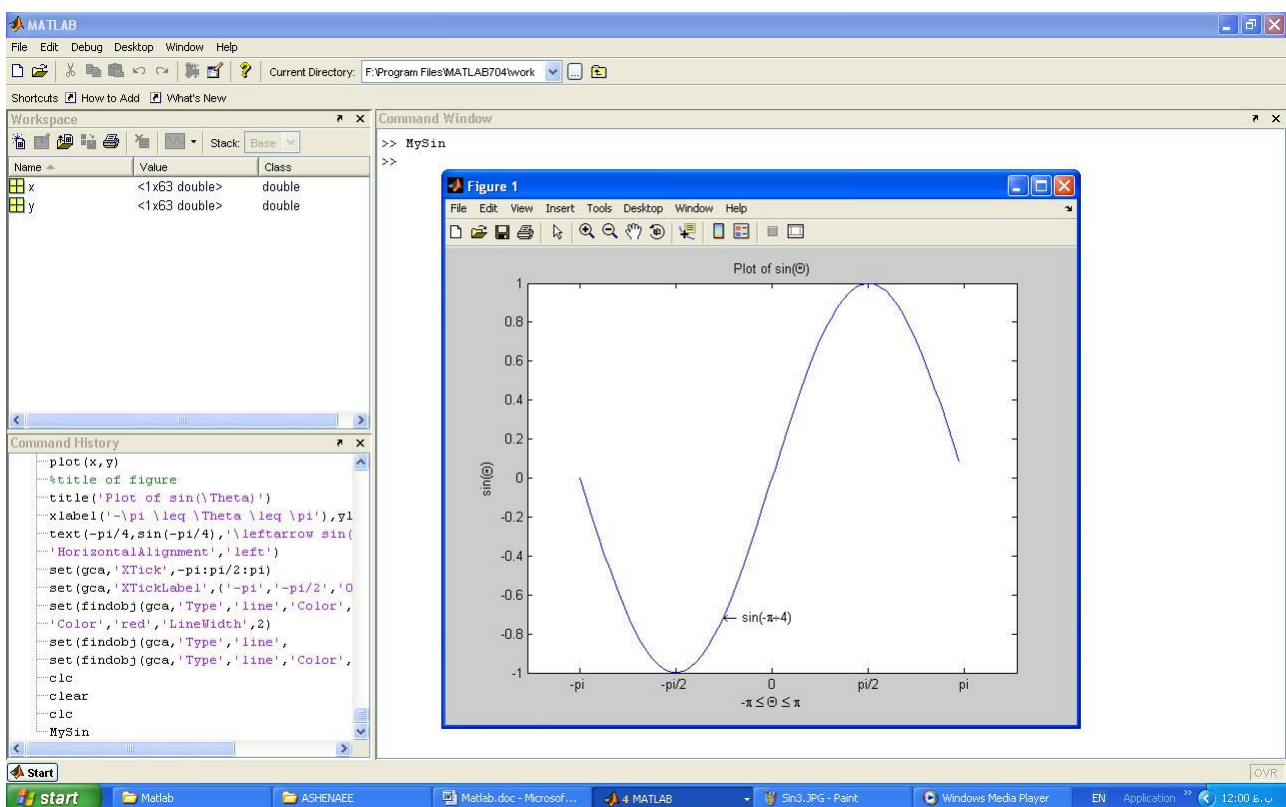 MATLAB
File Edit Debug Desktop Window Help
Current Directory: F:\Program Files\MATLAB704\work
Shortcuts How to Add What's New
Workspace
Stack: Base
Name Value Class
x <1x63 double> double
y <1x63 double> double
Command History
plot(x,y)
%title of figure
title('Plot of sin(\Theta)')
xlabel('-\pi \leq \Theta \leq \pi'),yl
text(-pi/4,sin(-pi/4),'\leftarrow sin(
'HorizontalAlignment','left')
set(gca,'XTick',-pi:pi/2:pi)
set(gca,'XTickLabel',{'-pi','-pi/2','0
set(findobj(gca,'Type','line','Color',
'Color','red','LineWidth',2)
set(findobj(gca,'Type','line',
set(findobj(gca,'Type','line','Color',
clc
clear
clc
MySin
Command Window
>> MySin
>>
Figure 1
File Edit View Insert Tools Desktop Window Help
Plot of sin(Θ)
1
0.8
0.6
0.4
0.2
0
-0.2
-0.4
-0.6
-0.8
-1
sin(Θ)
← sin(-π÷4)
-pi -pi/2 0 pi/2 pi
-π ≤ Θ ≤ π
Start
OVR
start Matlab ASHENAEE Matlab.doc - Microsof... 4 MATLAB Sin3.JPG - Paint Windows Media Player EN Application » 12:00 ب.ظ